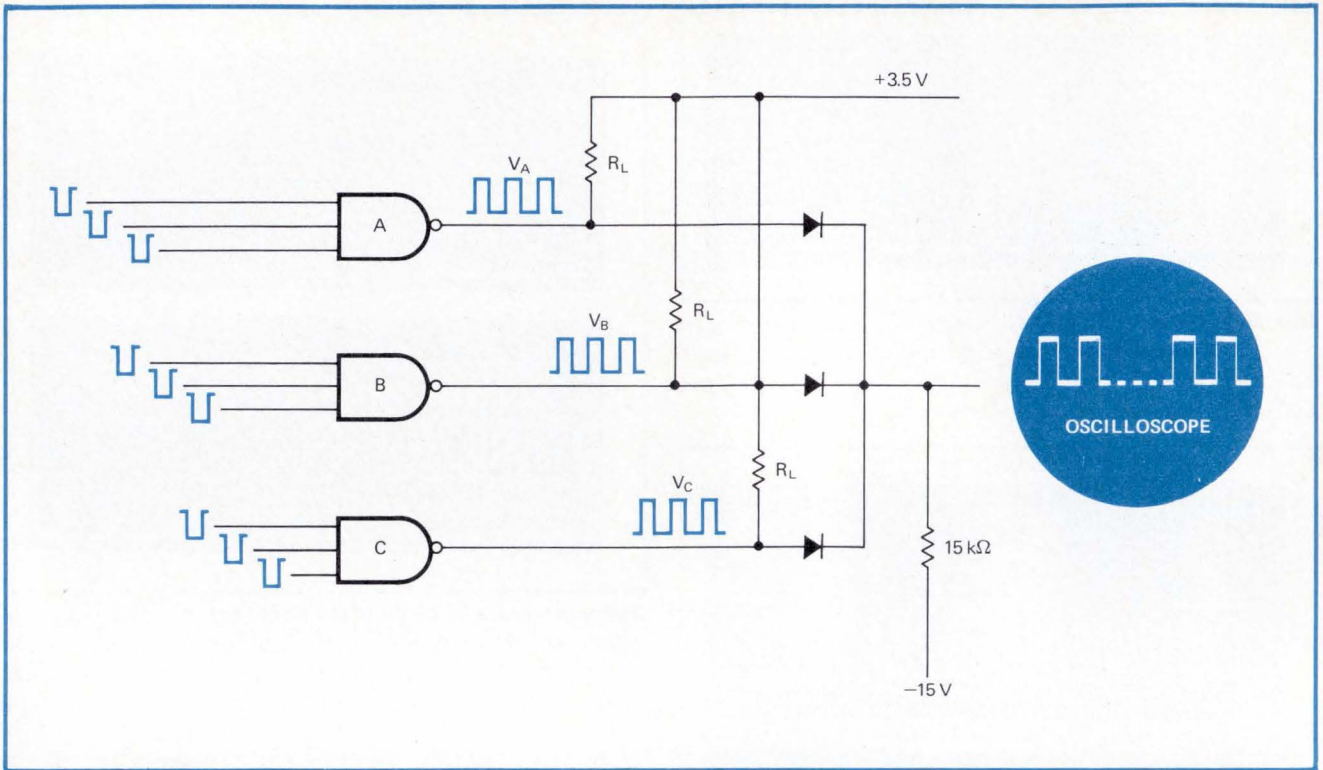 +3.5 V
V_A
R_L
A
V_B
R_L
B
OSCILLOSCOPE
V_C
R_L
C
15 kΩ
−15 V